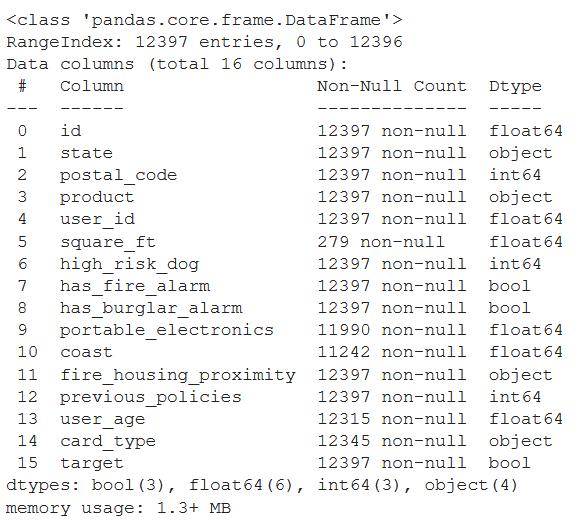 <class 'pandas.core.frame.DataFrame'>
RangeIndex: 12397 entries, 0 to 12396
Data columns (total 16 columns):
 #   Column                  Non-Null Count  Dtype
---  ------                  --------------  -----
 0   id                      12397 non-null  float64
 1   state                   12397 non-null  object
 2   postal_code             12397 non-null  int64
 3   product                 12397 non-null  object
 4   user_id                 12397 non-null  float64
 5   square_ft               279 non-null    float64
 6   high_risk_dog           12397 non-null  int64
 7   has_fire_alarm          12397 non-null  bool
 8   has_burglar_alarm       12397 non-null  bool
 9   portable_electronics    11990 non-null  float64
 10  coast                   11242 non-null  float64
 11  fire_housing_proximity  12397 non-null  object
 12  previous_policies       12397 non-null  int64
 13  user_age                12315 non-null  float64
 14  card_type               12345 non-null  object
 15  target                  12397 non-null  bool
dtypes: bool(3), float64(6), int64(3), object(4)
memory usage: 1.3+ MB